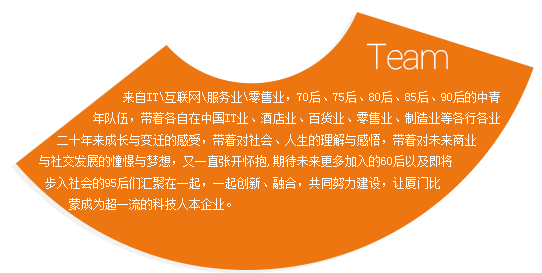 Team
来自IT\互联网\服务业\零售业，70后、75后、80后、85后、90后的中青
年队伍，带着各自在中国IT业、酒店业、百货业、零售业、制造业等各行各业
二十年来成长与变迁的感受，带着对社会、人生的理解与感悟，带着对未来商业
与社交发展的憧憬与梦想，又一直张开怀抱,期待未来更多加入的60后以及即将
步入社会的95后们汇聚在一起，一起创新、融合，共同努力建设，让厦门比
蒙成为超一流的科技人本企业。